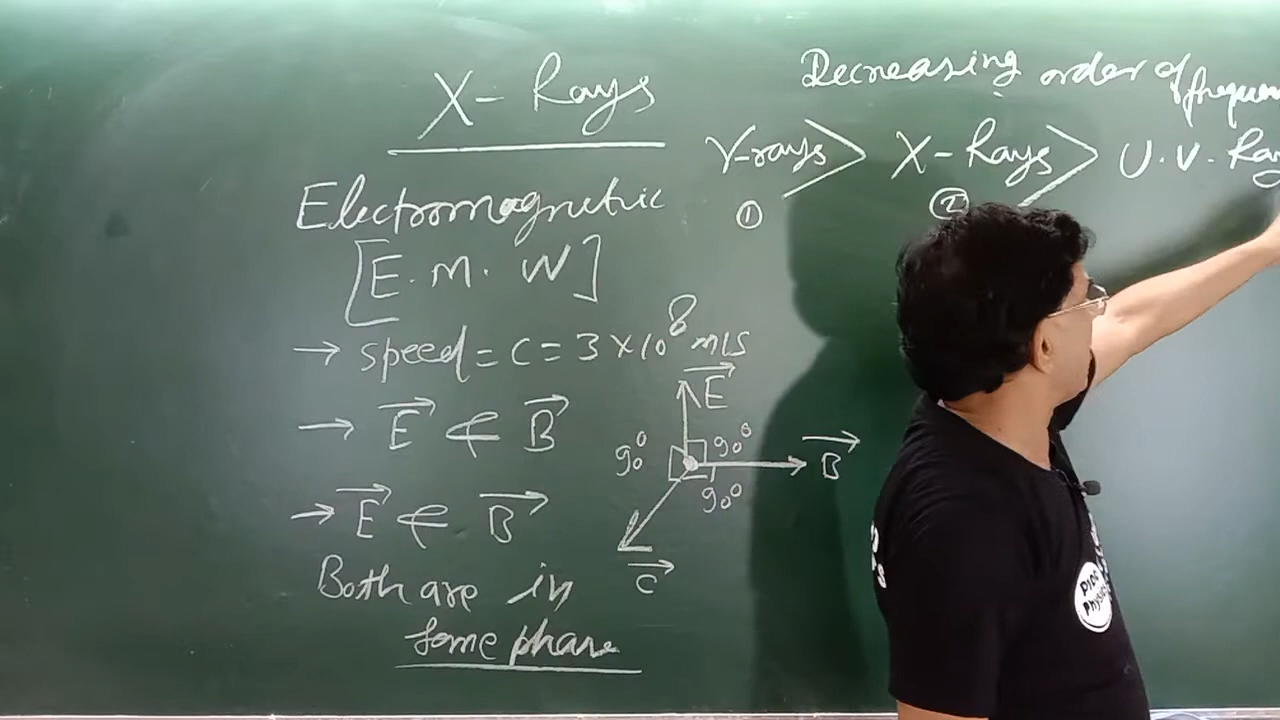 X-Rays
Electromagnetic
[E.M.W]
→ speed = C = 3×10⁸ m/s
→ E⃗ & B⃗
→ E⃗ & B⃗
Both are in
same phase
E⃗
90° 90°
B⃗
90°
C⃗
Decreasing order of
γ-rays > X-Rays > U.V. Ray
① ②